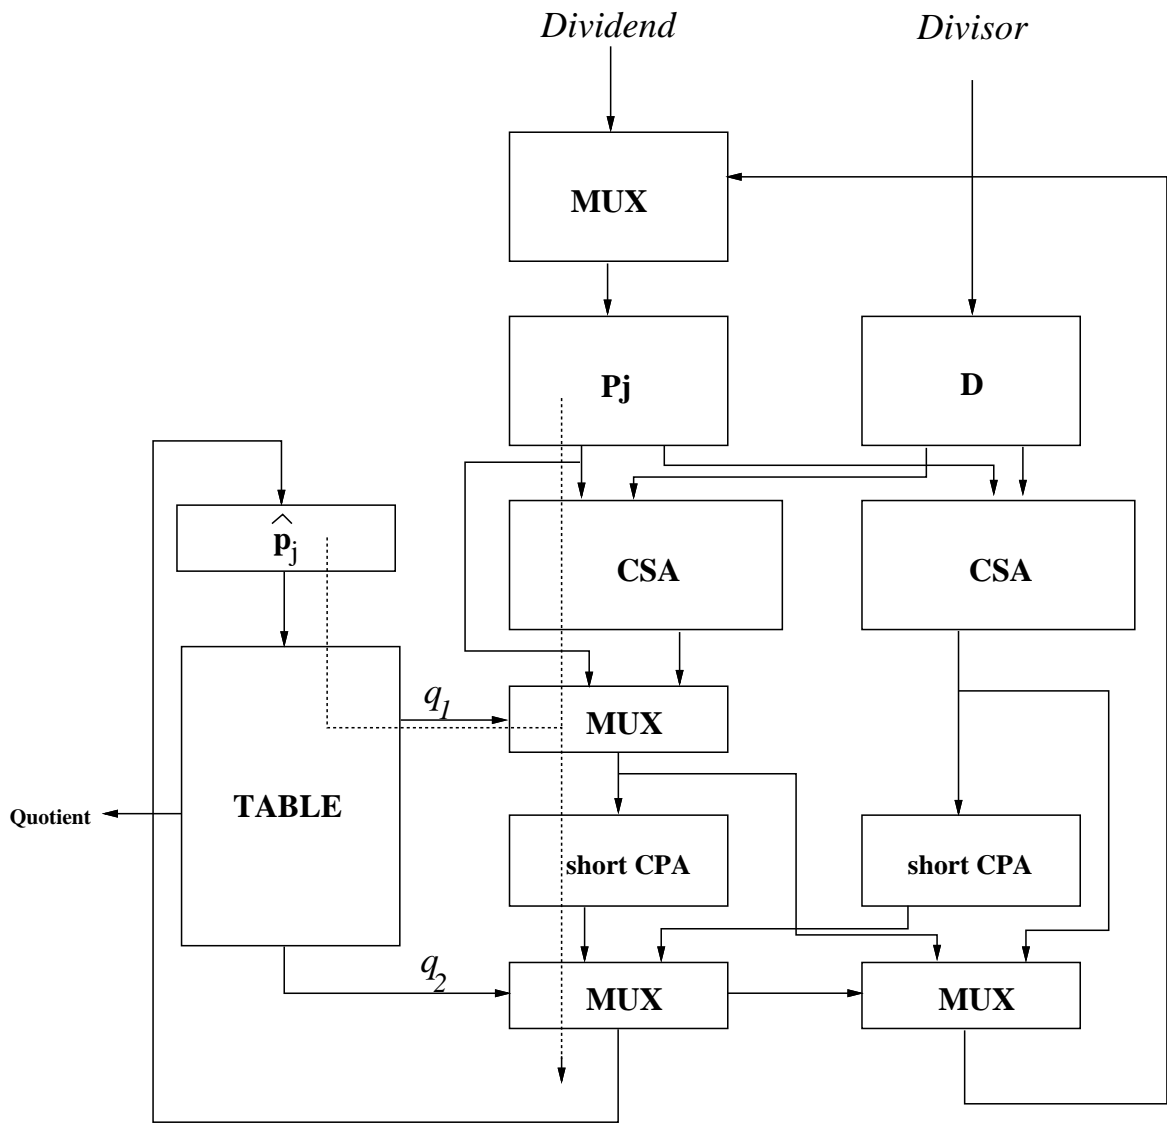 Dividend
Divisor
MUX
Pj
D
p̂j
CSA
CSA
q1
MUX
TABLE
Quotient
short CPA
short CPA
q2
MUX
MUX